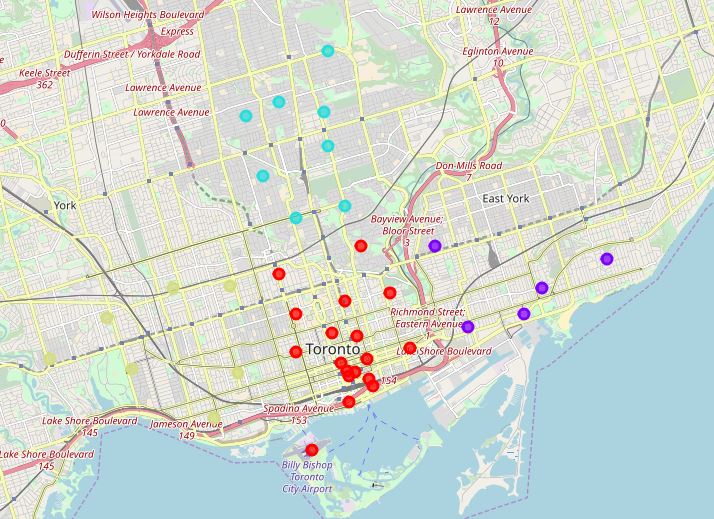 Wilson Heights Boulevard
Express
Dufferin Street / Yorkdale Road
Keele Street
362
Lawrence Avenue
12
Eglinton Avenue
10
Lawrence Avenue
Lawrence Avenue
Don Mills Road
7
York
East York
Bayview Avenue;
Bloor Street
3
Richmond Street;
Eastern Avenue
1
Toronto
Lake Shore Boulevard
154
Spadina Avenue
153
Lake Shore Boulevard
145
Jameson Avenue
149
Lake Shore Boulevard
145
Billy Bishop
Toronto
City Airport